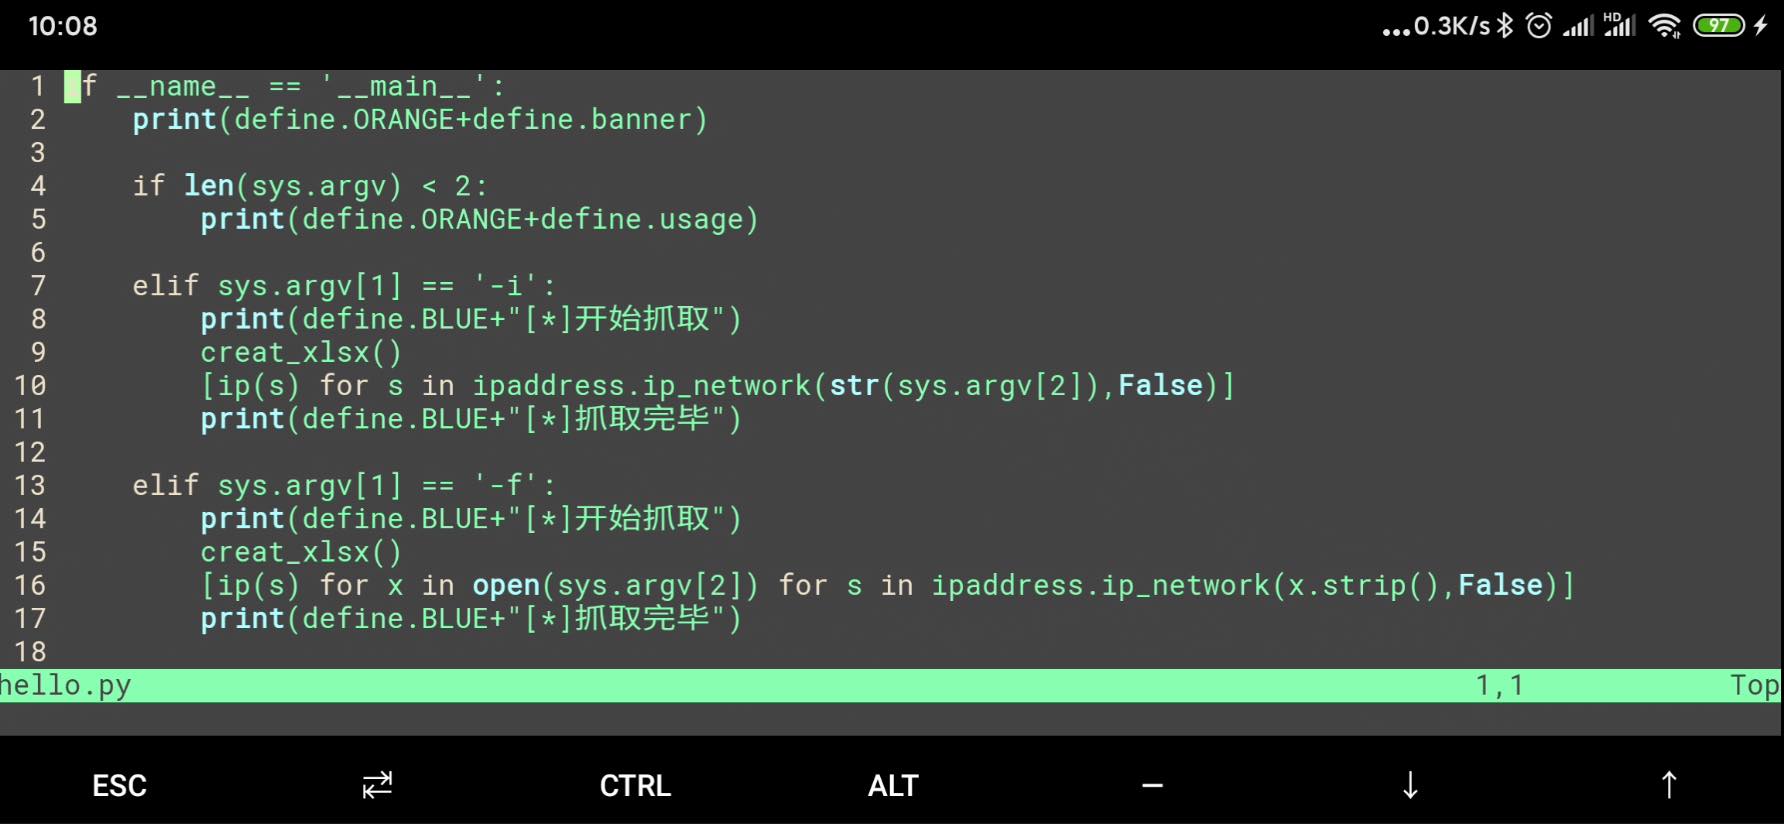 10:08
...0.3K/s HD 97
1 if __name__ == '__main__':
2     print(define.ORANGE+define.banner)
3
4     if len(sys.argv) < 2:
5         print(define.ORANGE+define.usage)
6
7     elif sys.argv[1] == '-i':
8         print(define.BLUE+"[*]开始抓取")
9         creat_xlsx()
10         [ip(s) for s in ipaddress.ip_network(str(sys.argv[2]),False)]
11         print(define.BLUE+"[*]抓取完毕")
12
13     elif sys.argv[1] == '-f':
14         print(define.BLUE+"[*]开始抓取")
15         creat_xlsx()
16         [ip(s) for x in open(sys.argv[2]) for s in ipaddress.ip_network(x.strip(),False)]
17         print(define.BLUE+"[*]抓取完毕")
18
hello.py 1,1 Top
ESC ⇄ CTRL ALT — ↓ ↑